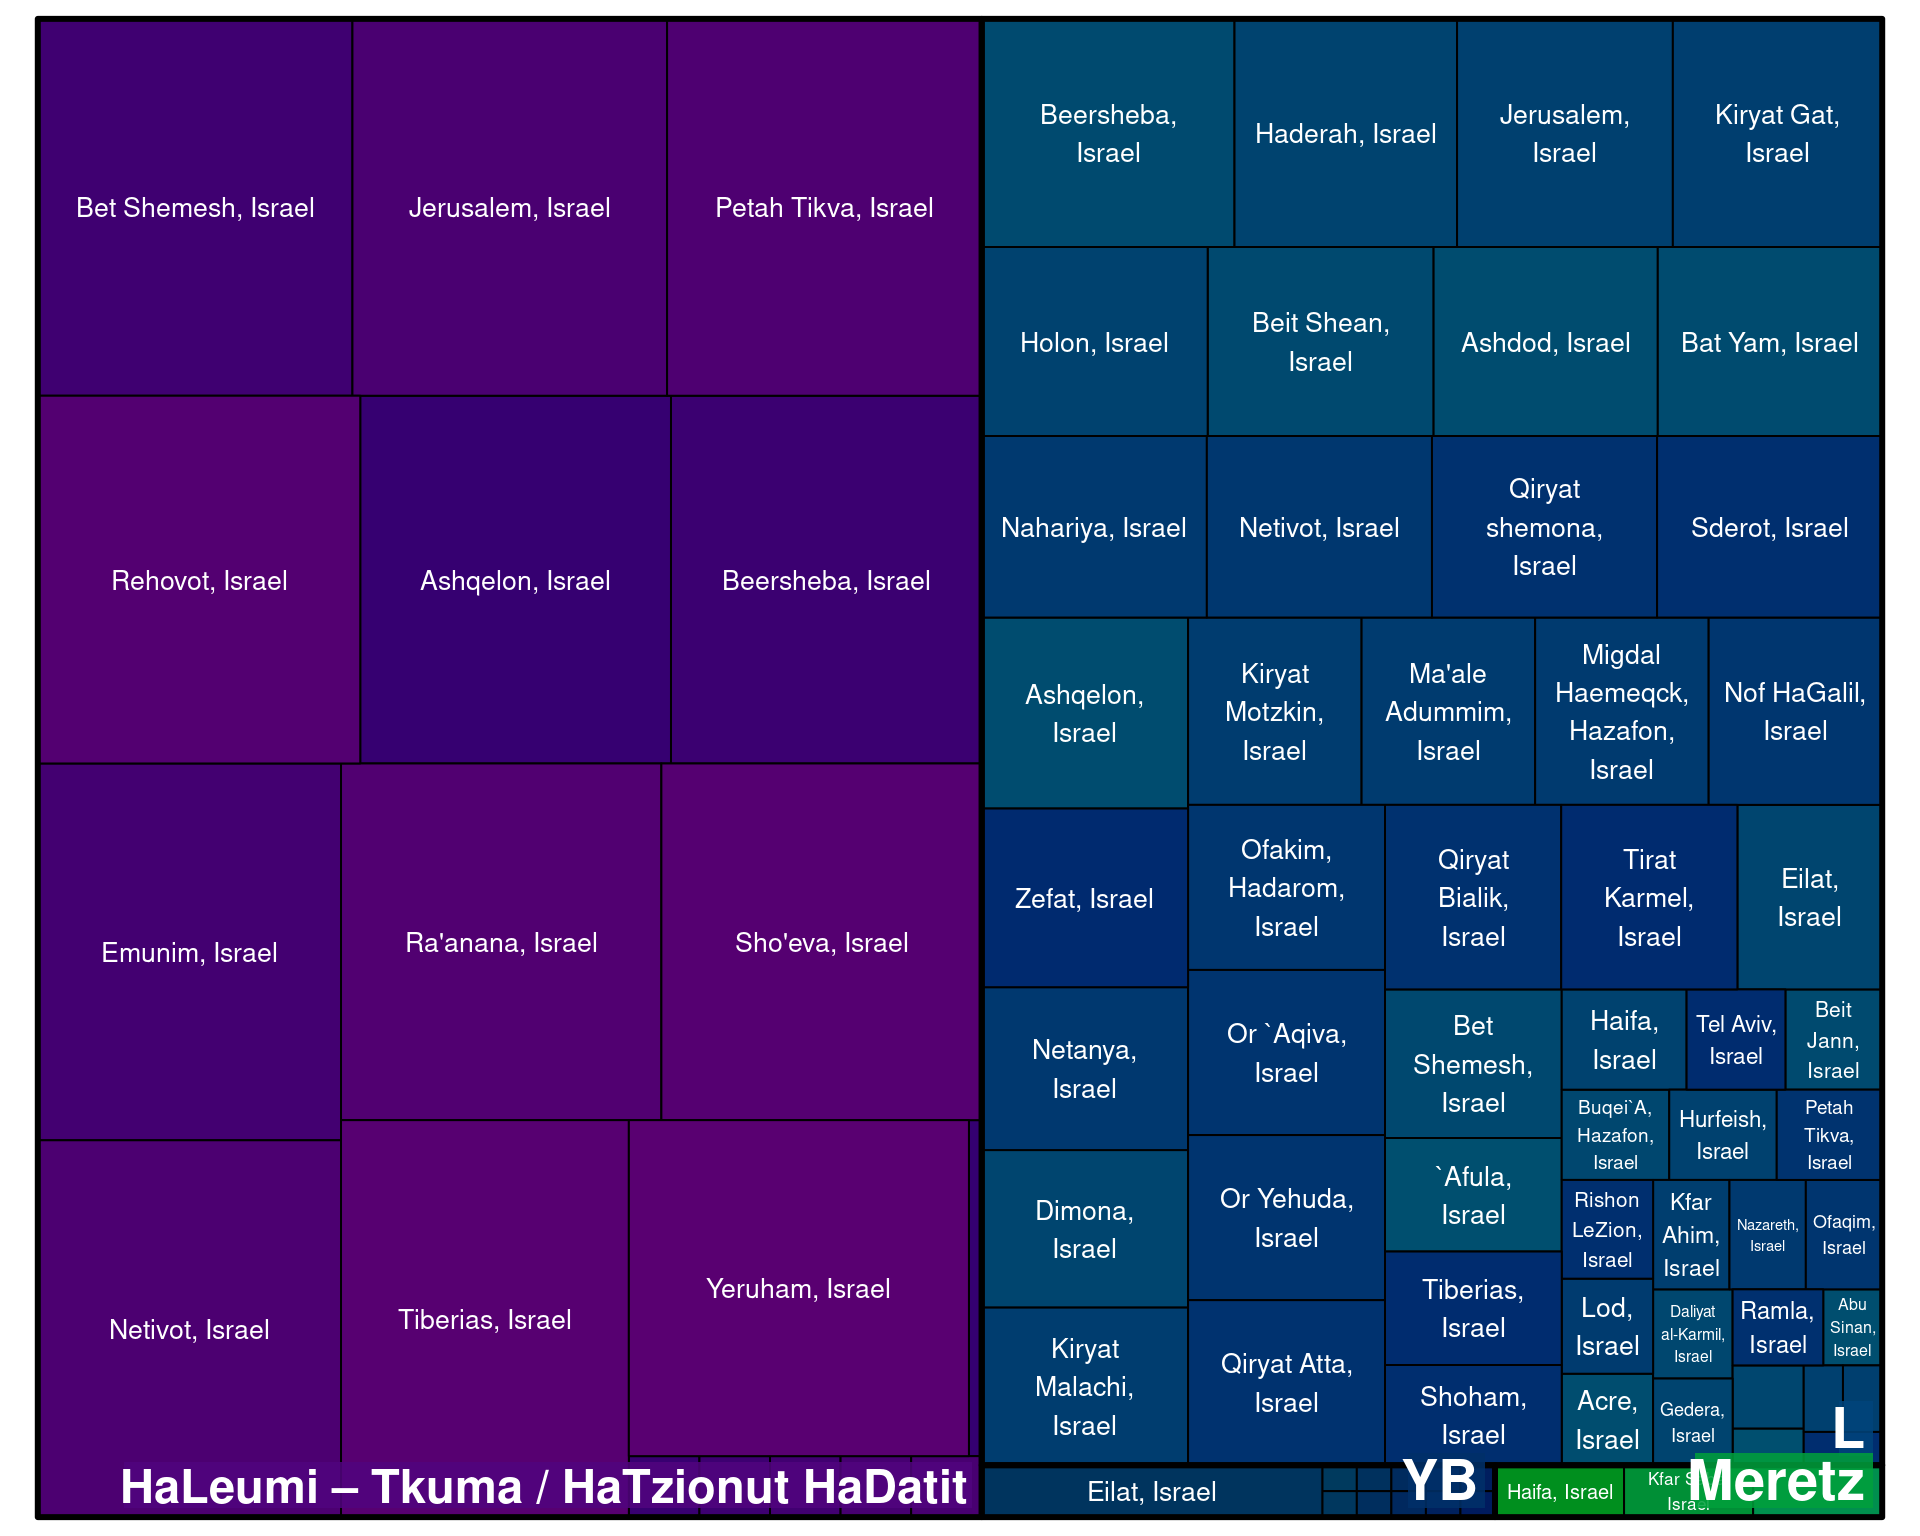 Bet Shemesh, Israel
Jerusalem, Israel
Petah Tikva, Israel
Rehovot, Israel
Ashqelon, Israel
Beersheba, Israel
Emunim, Israel
Ra'anana, Israel
Sho'eva, Israel
Netivot, Israel
Tiberias, Israel
Yeruham, Israel
HaLeumi – Tkuma / HaTzionut HaDatit
Beersheba,
Israel
Haderah, Israel
Jerusalem,
Israel
Kiryat Gat,
Israel
Holon, Israel
Beit Shean,
Israel
Ashdod, Israel
Bat Yam, Israel
Nahariya, Israel
Netivot, Israel
Qiryat
shemona,
Israel
Sderot, Israel
Ashqelon,
Israel
Kiryat
Motzkin,
Israel
Ma'ale
Adummim,
Israel
Migdal
Haemeqck,
Hazafon,
Israel
Nof HaGalil,
Israel
Zefat, Israel
Netanya,
Israel
Dimona,
Israel
Kiryat
Malachi,
Israel
Ofakim,
Hadarom,
Israel
Or `Aqiva,
Israel
Or Yehuda,
Israel
Qiryat Atta,
Israel
Qiryat
Bialik,
Israel
Tirat
Karmel,
Israel
Eilat,
Israel
Bet
Shemesh,
Israel
`Afula,
Israel
Tiberias,
Israel
Shoham,
Israel
Haifa,
Israel
Tel Aviv,
Israel
Beit
Jann,
Israel
Buqei`A,
Hazafon,
Israel
Hurfeish,
Israel
Petah
Tikva,
Israel
Rishon
LeZion,
Israel
Kfar
Ahim,
Israel
Nazareth,
Israel
Ofaqim,
Israel
Lod,
Israel
Daliyat
al-Karmil,
Israel
Ramla,
Israel
Abu
Sinan,
Israel
Acre,
Israel
Gedera,
Israel
L
Eilat, Israel
YB
Haifa, Israel
Kfar
Israel
Meretz